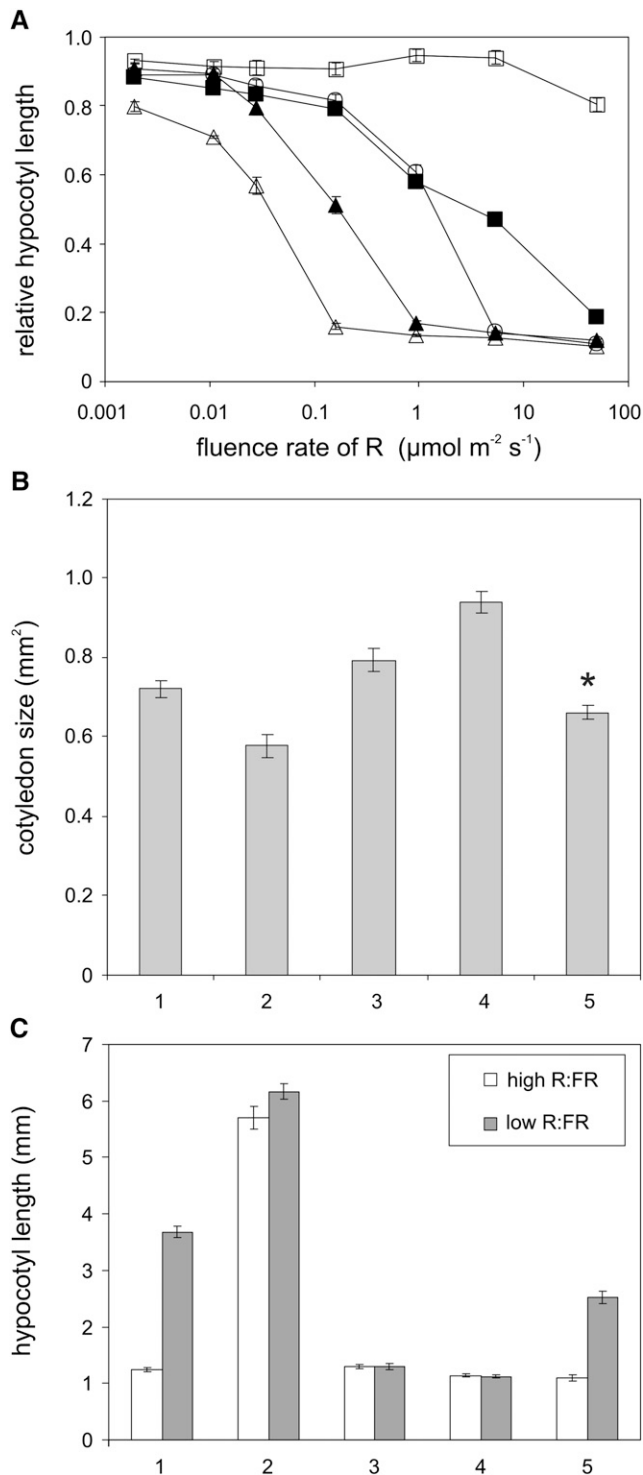 A
1.0
0.8
0.6
0.4
0.2
0
relative hypocotyl length
0.001 0.01 0.1 1 10 100
fluence rate of R (µmol m⁻² s⁻¹)
B
1.2
1.0
0.8
0.6
0.4
0.2
0
cotyledon size (mm²)
*
1 2 3 4 5
C
7
6
5
4
3
2
1
0
hypocotyl length (mm)
high R:FR
low R:FR
1 2 3 4 5